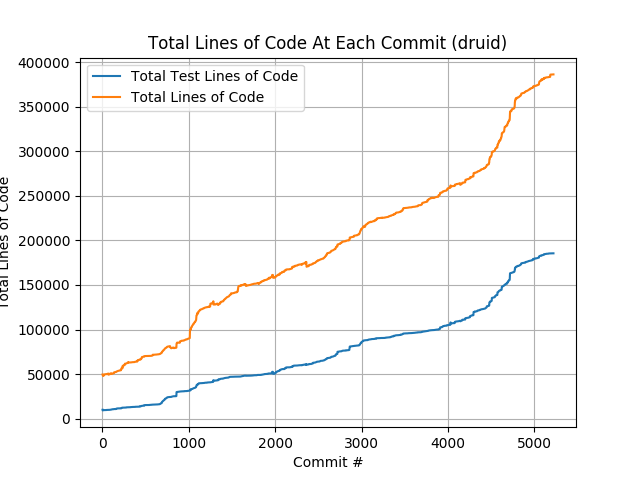 Total Lines of Code At Each Commit (druid)
Total Test Lines of Code
Total Lines of Code
400000
350000
300000
250000
200000
150000
100000
50000
0
Total Lines of Code
0 1000 2000 3000 4000 5000
Commit #